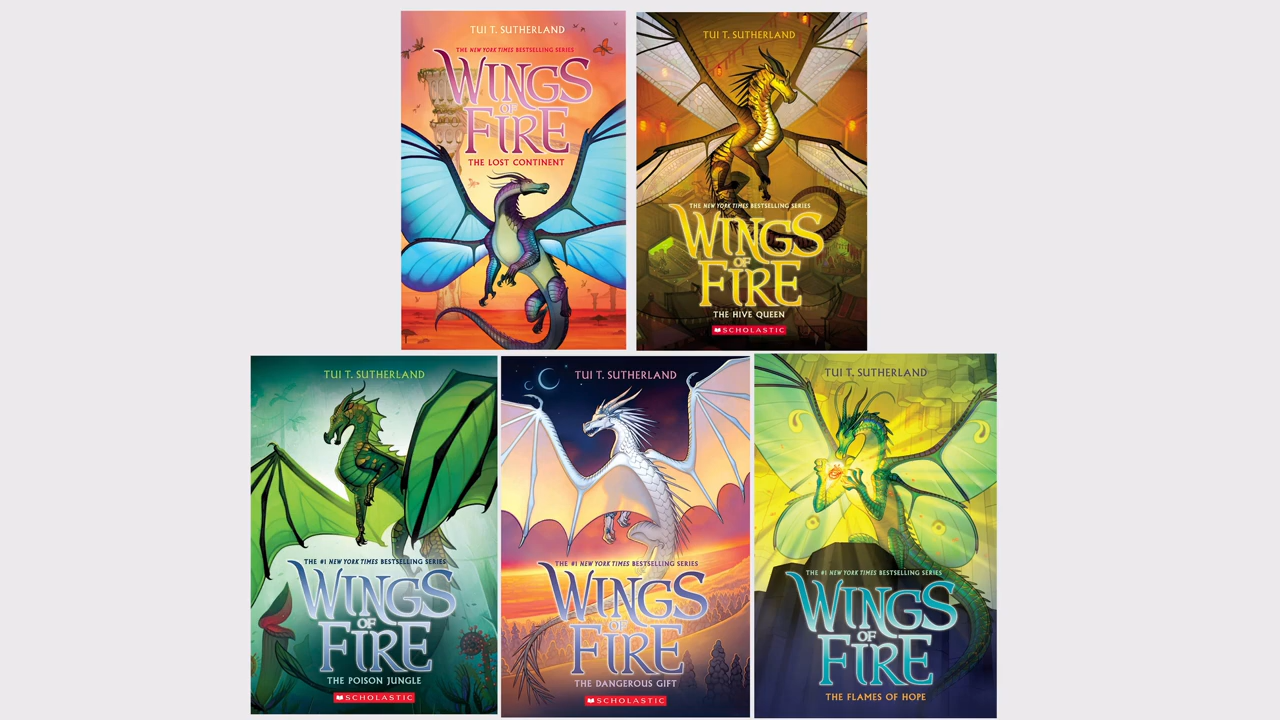 TUI T. SUTHERLAND
THE NEW YORK TIMES BESTSELLING SERIES
WINGS
OF
FIRE
THE LOST CONTINENT
TUI T. SUTHERLAND
THE NEW YORK TIMES BESTSELLING SERIES
WINGS
OF
FIRE
THE HIVE QUEEN
SCHOLASTIC
TUI T. SUTHERLAND
THE #1 NEW YORK TIMES BESTSELLING SERIES
WINGS
OF
FIRE
THE POISON JUNGLE
SCHOLASTIC
TUI T. SUTHERLAND
THE #1 NEW YORK TIMES BESTSELLING SERIES
WINGS
OF
FIRE
THE DANGEROUS GIFT
SCHOLASTIC
TUI T. SUTHERLAND
THE #1 NEW YORK TIMES BESTSELLING SERIES
WINGS
OF
FIRE
THE FLAMES OF HOPE